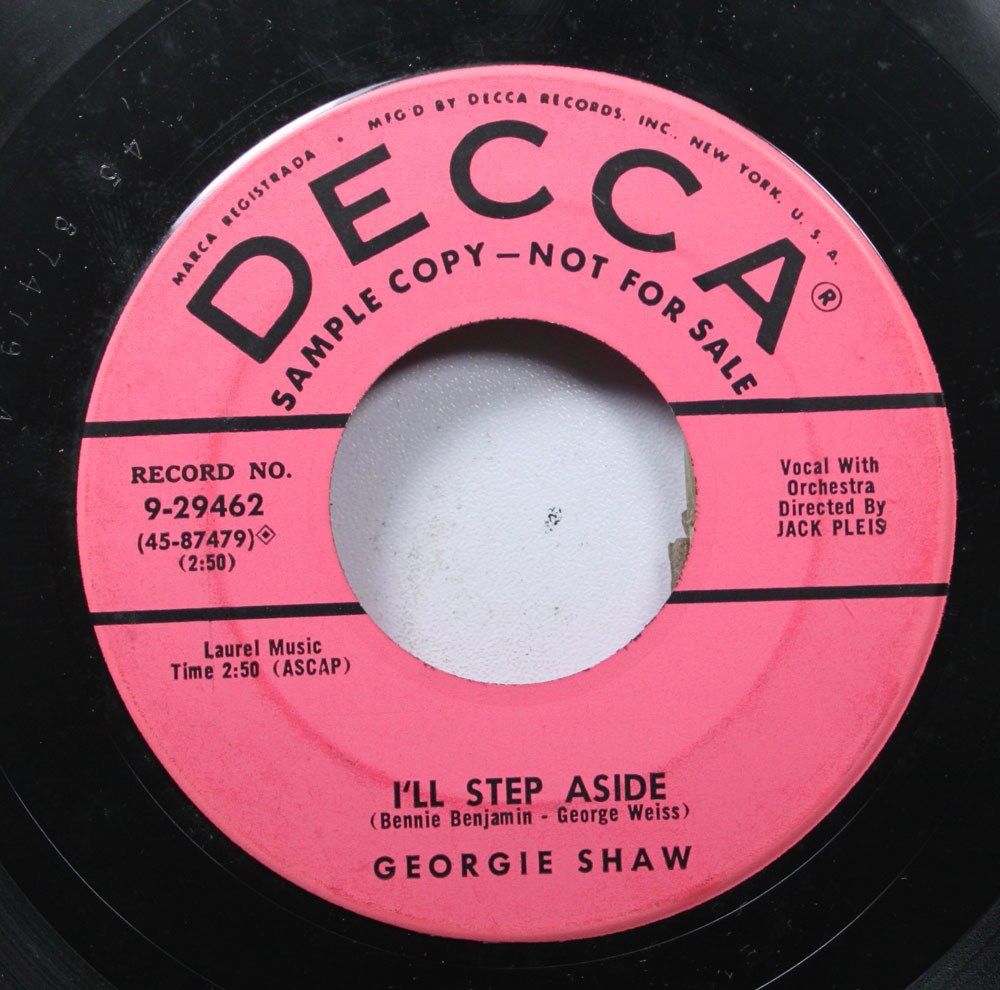 MARCA REGISTRADA • MFG'D BY DECCA RECORDS, INC., NEW YORK, U. S. A.
DECCA®
SAMPLE COPY—NOT FOR SALE
RECORD NO.
9-29462
(45-87479)
(2:50)
Vocal With
Orchestra
Directed By
JACK PLEIS
Laurel Music
Time 2:50 (ASCAP)
I'LL STEP ASIDE
(Bennie Benjamin - George Weiss)
GEORGIE SHAW